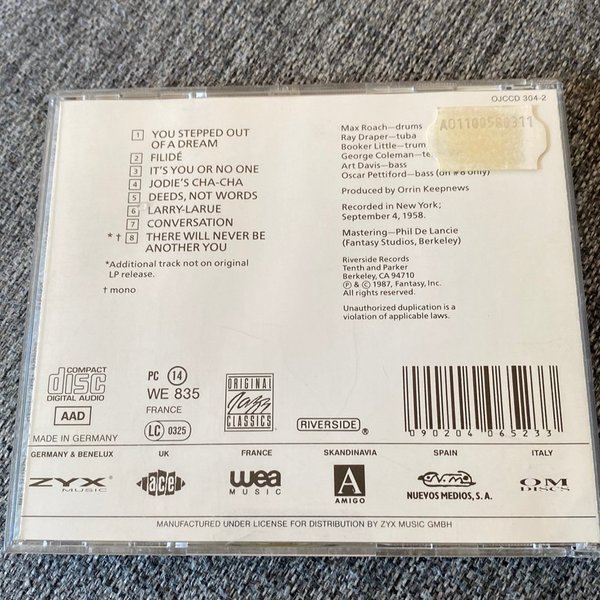 OJCCD 304-2
1 YOU STEPPED OUT
OF A DREAM
2 FILIDÉ
3 IT'S YOU OR NO ONE
4 JODIE'S CHA-CHA
5 DEEDS, NOT WORDS
6 LARRY-LARUE
7 CONVERSATION
* † 8 THERE WILL NEVER BE
ANOTHER YOU
*Additional track not on original
LP release.
† mono
A01100580311
Max Roach—drums
Ray Draper—tuba
Booker Little—
George Coleman—
Art Davis—bass
Oscar Pettiford—bass (on #8 only)
Produced by Orrin Keepnews
Recorded in New York;
September 4, 1958.
Mastering—Phil De Lancie
(Fantasy Studios, Berkeley)
Riverside Records
Tenth and Parker
Berkeley, CA 94710
Ⓟ & © 1987, Fantasy, Inc.
All rights reserved.
Unauthorized duplication is a
violation of applicable laws.
COMPACT
disc
DIGITAL AUDIO
AAD
MADE IN GERMANY
PC 14
WE 835
FRANCE
LC 0325
ORIGINAL
Jazz
CLASSICS
RIVERSIDE ®
0 90204 06523 3
GERMANY & BENELUX UK FRANCE SKANDINAVIA SPAIN ITALY
ZYX
MUSIC
ace
wea
MUSIC
A
AMIGO
NUEVOS MEDIOS, S.A.
OM
DISCS
MANUFACTURED UNDER LICENSE FOR DISTRIBUTION BY ZYX MUSIC GMBH